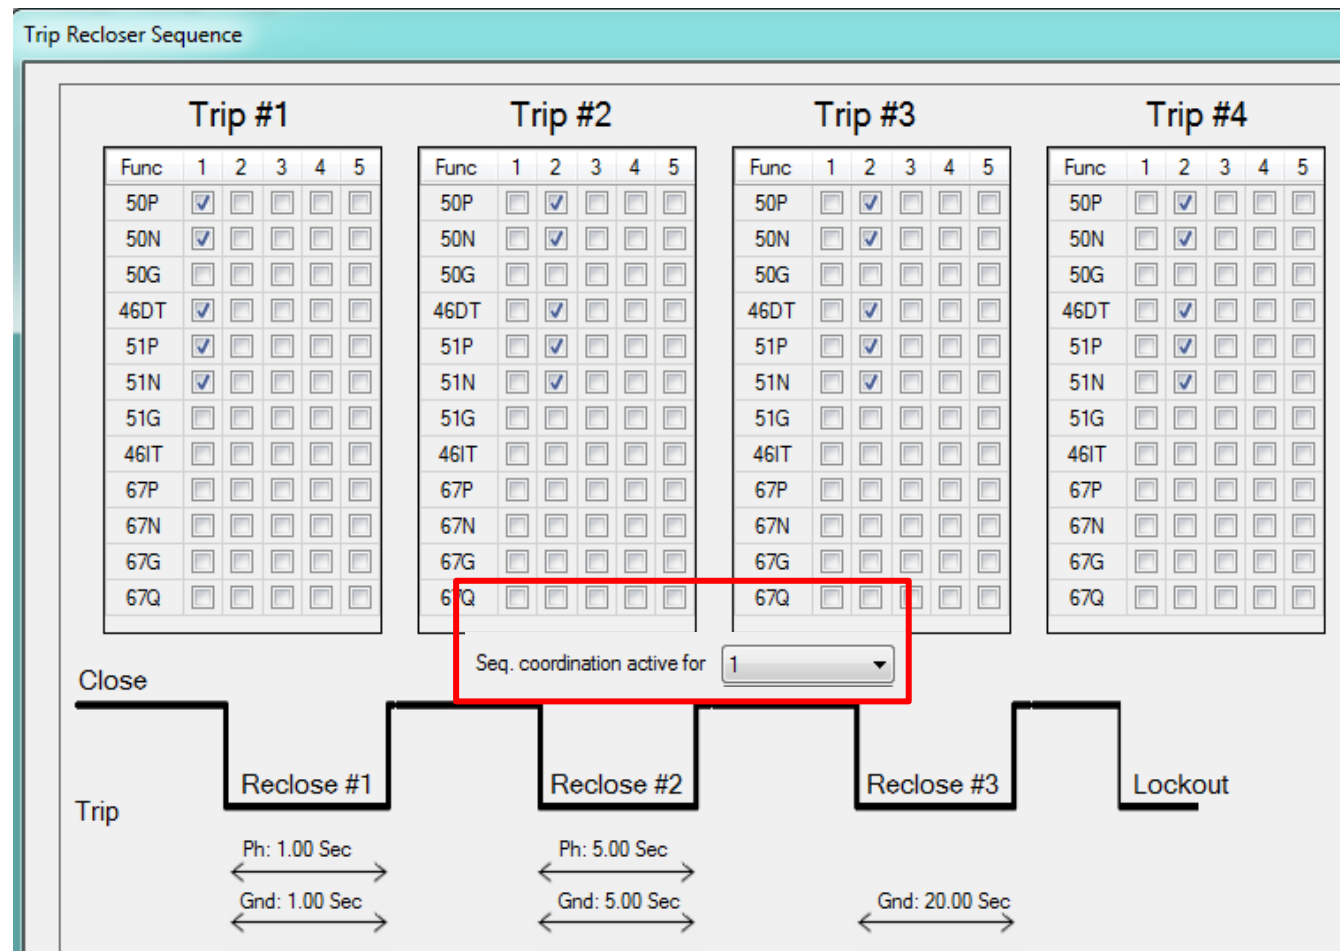 Trip Recloser Sequence
Trip #1 Trip #2 Trip #3 Trip #4
Func 1 2 3 4 5 Func 1 2 3 4 5 Func 1 2 3 4 5 Func 1 2 3 4 5
50P 50P 50P 50P
50N 50N 50N 50N
50G 50G 50G 50G
46DT 46DT 46DT 46DT
51P 51P 51P 51P
51N 51N 51N 51N
51G 51G 51G 51G
46IT 46IT 46IT 46IT
67P 67P 67P 67P
67N 67N 67N 67N
67G 67G 67G 67G
67Q 67Q 67Q 67Q
Seq. coordination active for 1
Close
Reclose #1 Reclose #2 Reclose #3 Lockout
Trip
Ph: 1.00 Sec Ph: 5.00 Sec
Gnd: 1.00 Sec Gnd: 5.00 Sec Gnd: 20.00 Sec